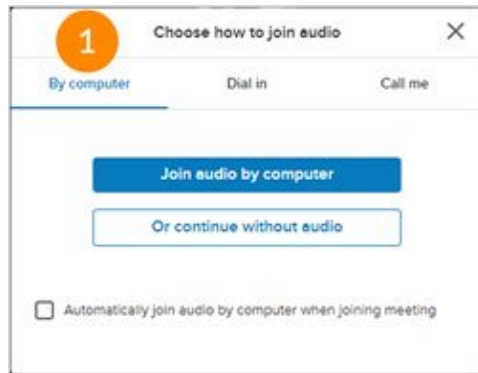 1
Choose how to join audio
By computer Dial in Call me
Join audio by computer
Or continue without audio
Automatically join audio by computer when joining meeting